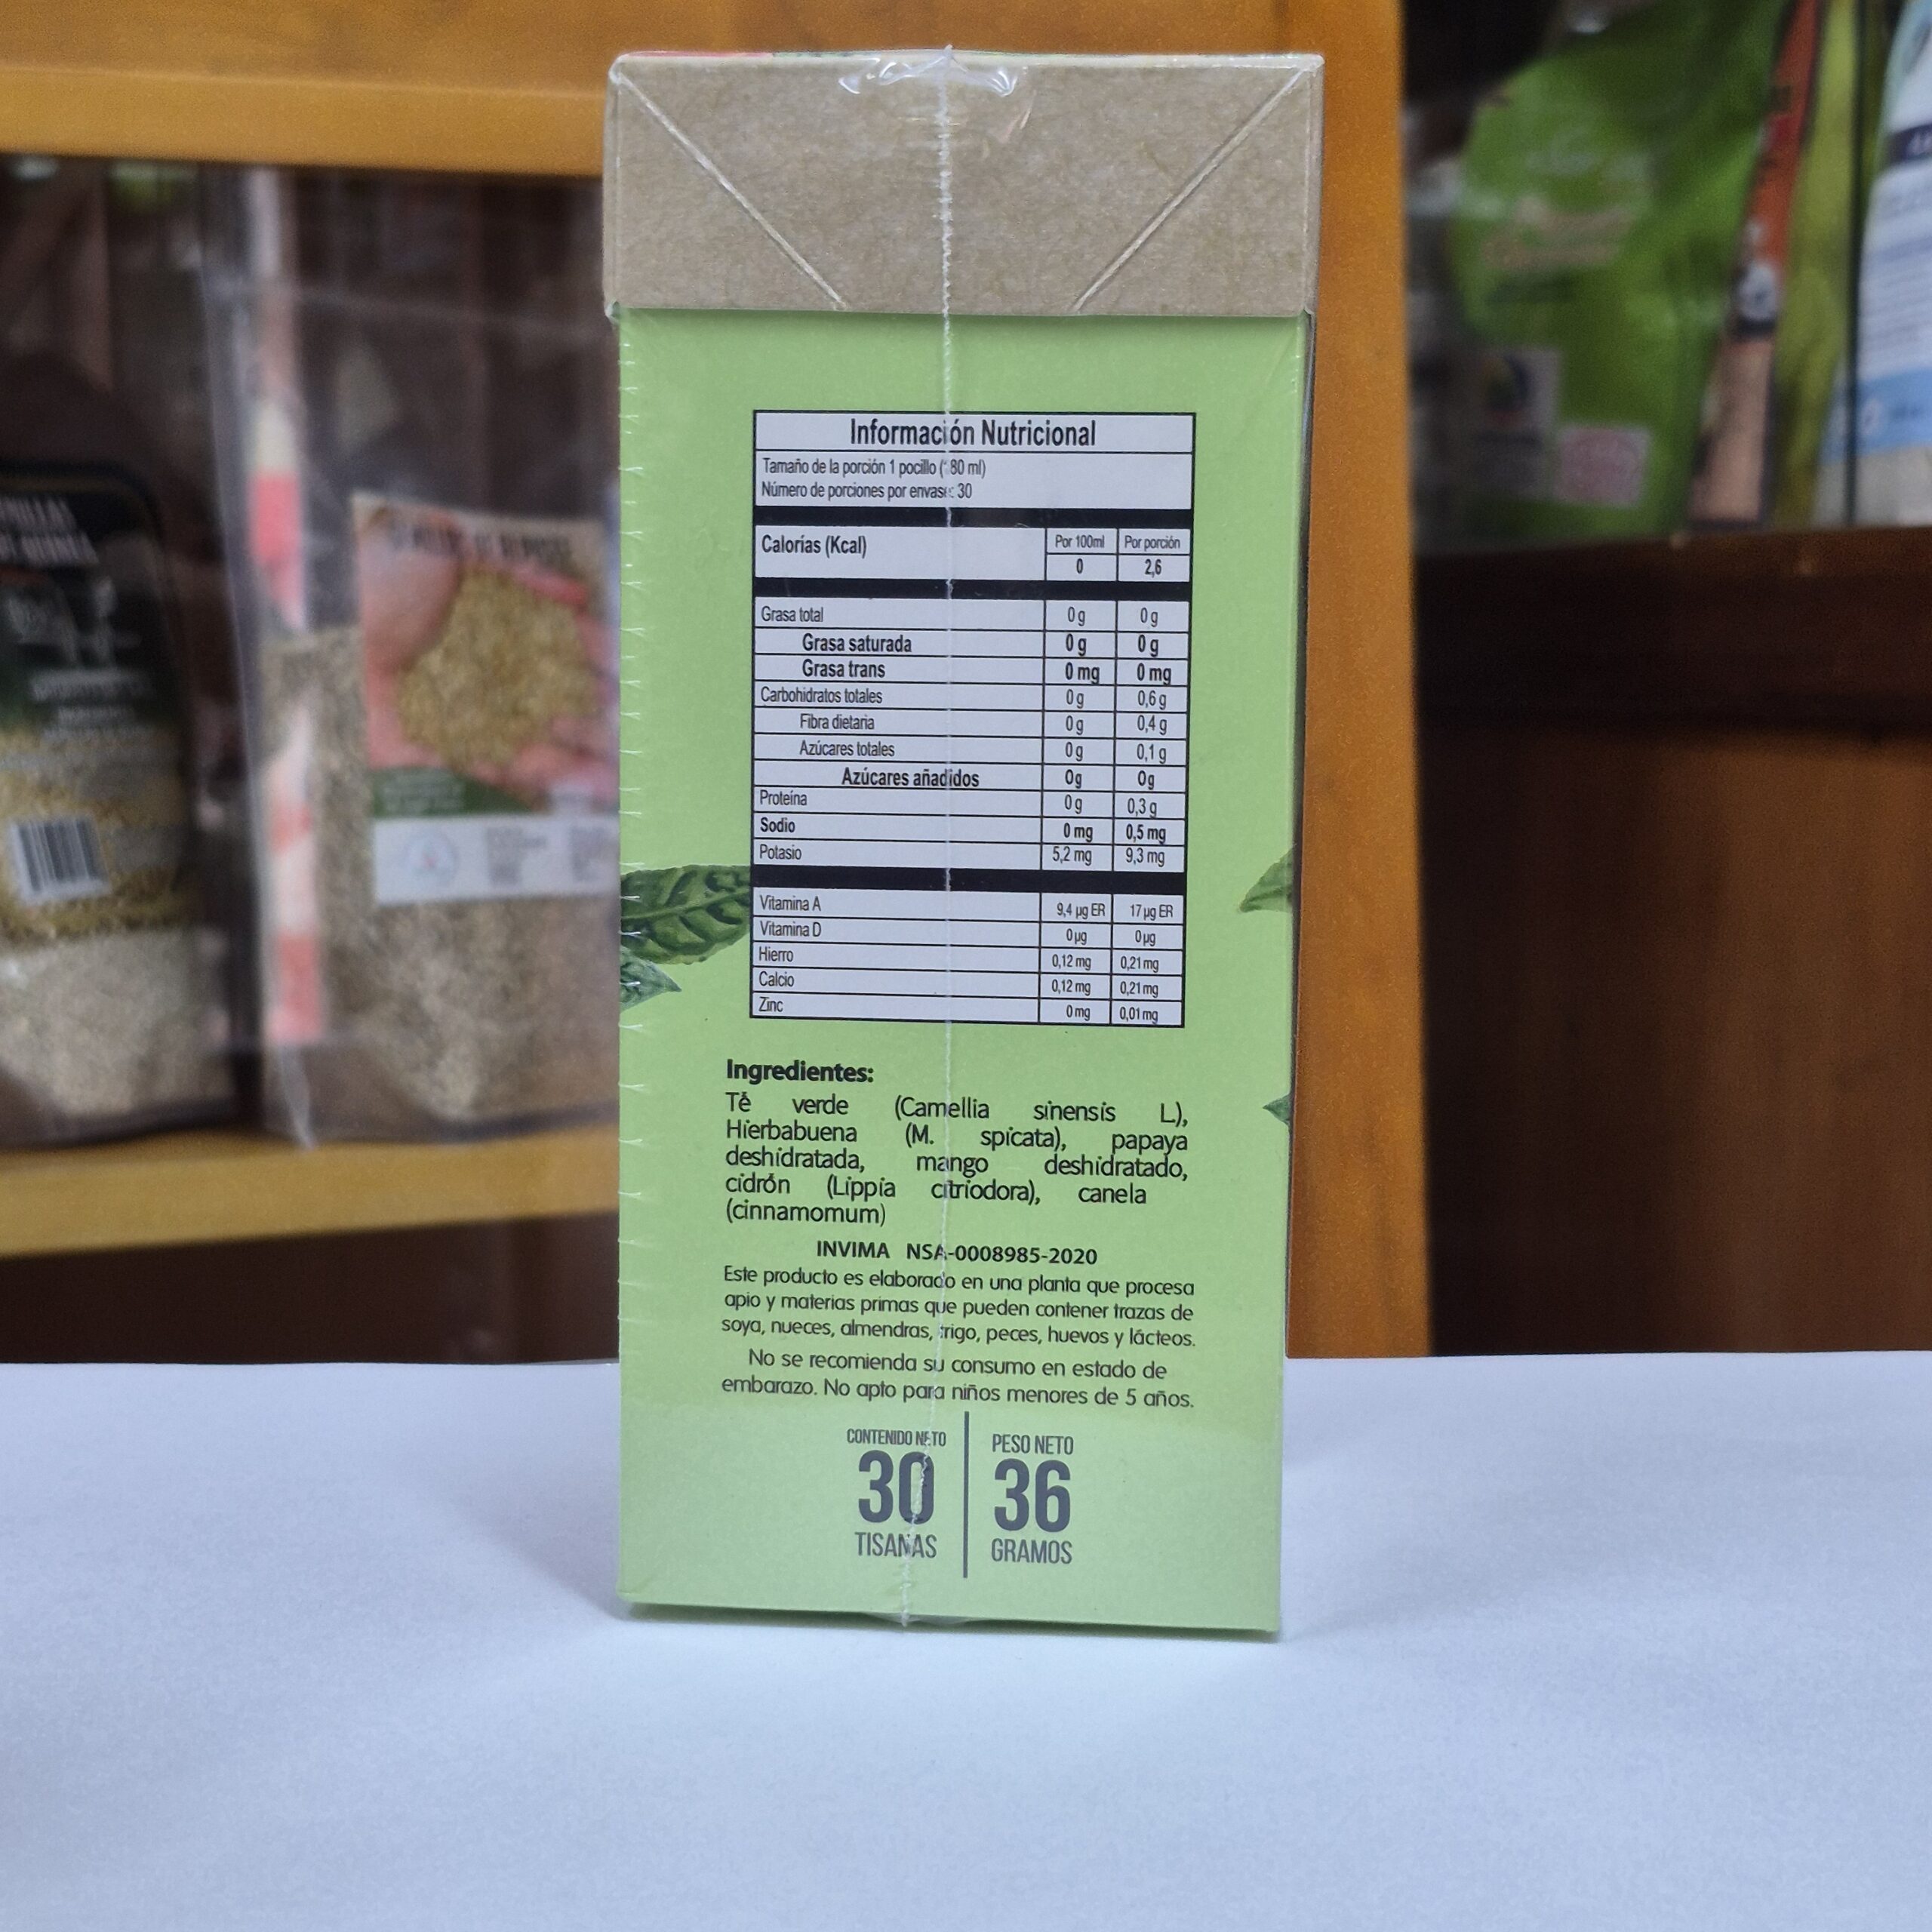 Información Nutricional
Tamaño de la porción 1 pocillo (180 ml)
Número de porciones por envase: 30
Calorías (Kcal) Por 100ml Por porción
0 2,6
Grasa total 0 g 0 g
Grasa saturada 0 g 0 g
Grasa trans 0 mg 0 mg
Carbohidratos totales 0 g 0,6 g
Fibra dietaria 0 g 0,4 g
Azúcares totales 0 g 0,1 g
Azúcares añadidos 0g 0g
Proteína 0 g 0,3 g
Sodio 0 mg 0,5 mg
Potasio 5,2 mg 9,3 mg
Vitamina A 9,4 µg ER 17 µg ER
Vitamina D 0 µg 0 µg
Hierro 0,12 mg 0,21 mg
Calcio 0,12 mg 0,21 mg
Zinc 0 mg 0,01 mg
Ingredientes:
Té verde (Camellia sinensis L),
Hierbabuena (M. spicata), papaya
deshidratada, mango deshidratado,
cidrón (Lippia citriodora), canela
(cinnamomum)
INVIMA NSA-0008985-2020
Este producto es elaborado en una planta que procesa
apio y materias primas que pueden contener trazas de
soya, nueces, almendras, trigo, peces, huevos y lácteos.
No se recomienda su consumo en estado de
embarazo. No apto para niños menores de 5 años.
CONTENIDO NETO
30
TISANAS
PESO NETO
36
GRAMOS